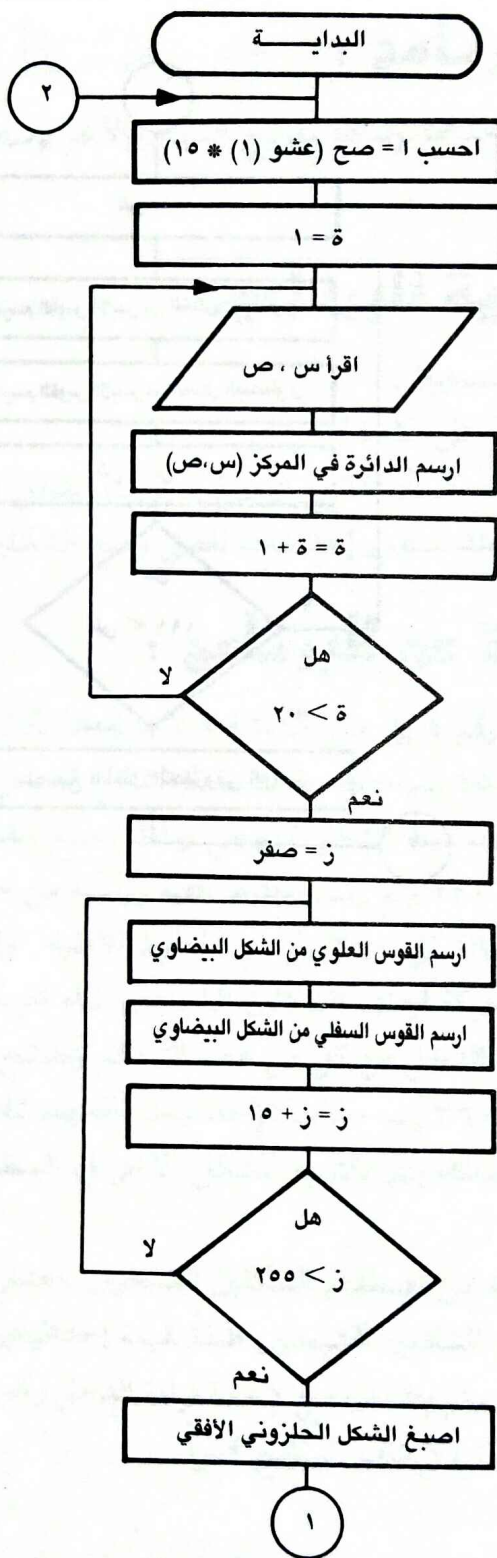 البدايـــة
٢
احسب ا = صح (عشو (١) * ١٥)
ة = ١
اقرأ س ، ص
ارسم الدائرة في المركز (س،ص)
ة = ة + ١
هل
ة > ٢٠
لا
نعم
ز = صفر
ارسم القوس العلوي من الشكل البيضاوي
ارسم القوس السفلي من الشكل البيضاوي
ز = ز + ١٥
هل
ز > ٢٥٥
لا
نعم
اصبغ الشكل الحلزوني الأفقي
١